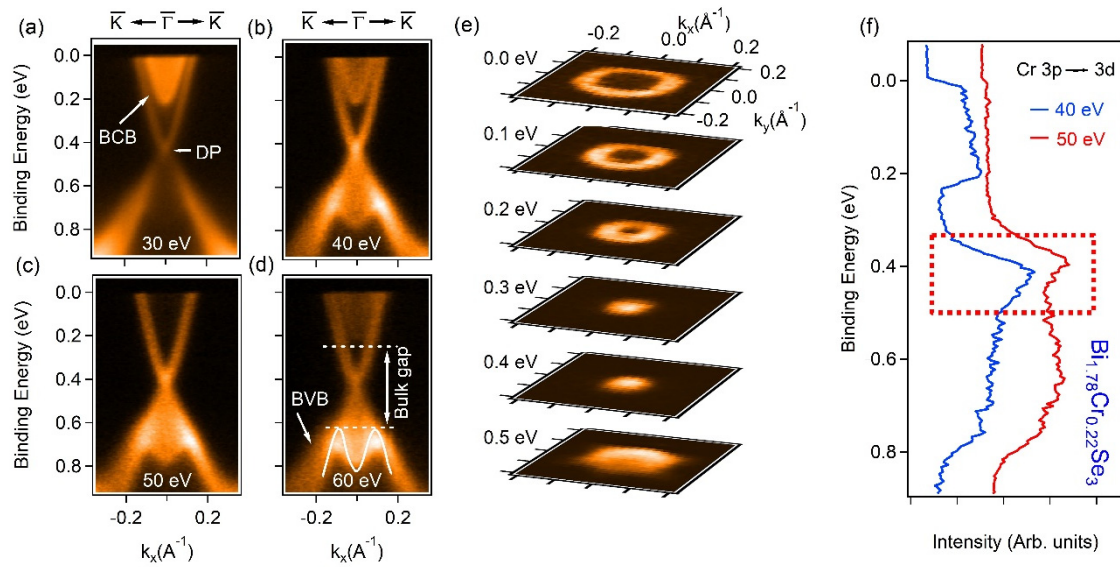 (a)
K̅ ← Γ̅ → K̅
(b)
K̅ ← Γ̅ → K̅
Binding Energy (eV)
0.0
0.2
0.4
0.6
0.8
BCB
DP
30 eV
40 eV
(c)
(d)
Binding Energy (eV)
0.0
0.2
0.4
0.6
0.8
50 eV
BVB
Bulk gap
60 eV
-0.2
0.2
-0.2
0.2
kₓ(A⁻¹)
kₓ(A⁻¹)
(e)
kₓ(Å⁻¹)
-0.2
0.0
0.2
0.2
0.0
-0.2
k_y(Å⁻¹)
0.0 eV
0.1 eV
0.2 eV
0.3 eV
0.4 eV
0.5 eV
(f)
Cr 3p → 3d
40 eV
50 eV
Binding Energy (eV)
0.0
0.2
0.4
0.6
0.8
Bi₁.₇₈Cr₀.₂₂Se₃
Intensity (Arb. units)